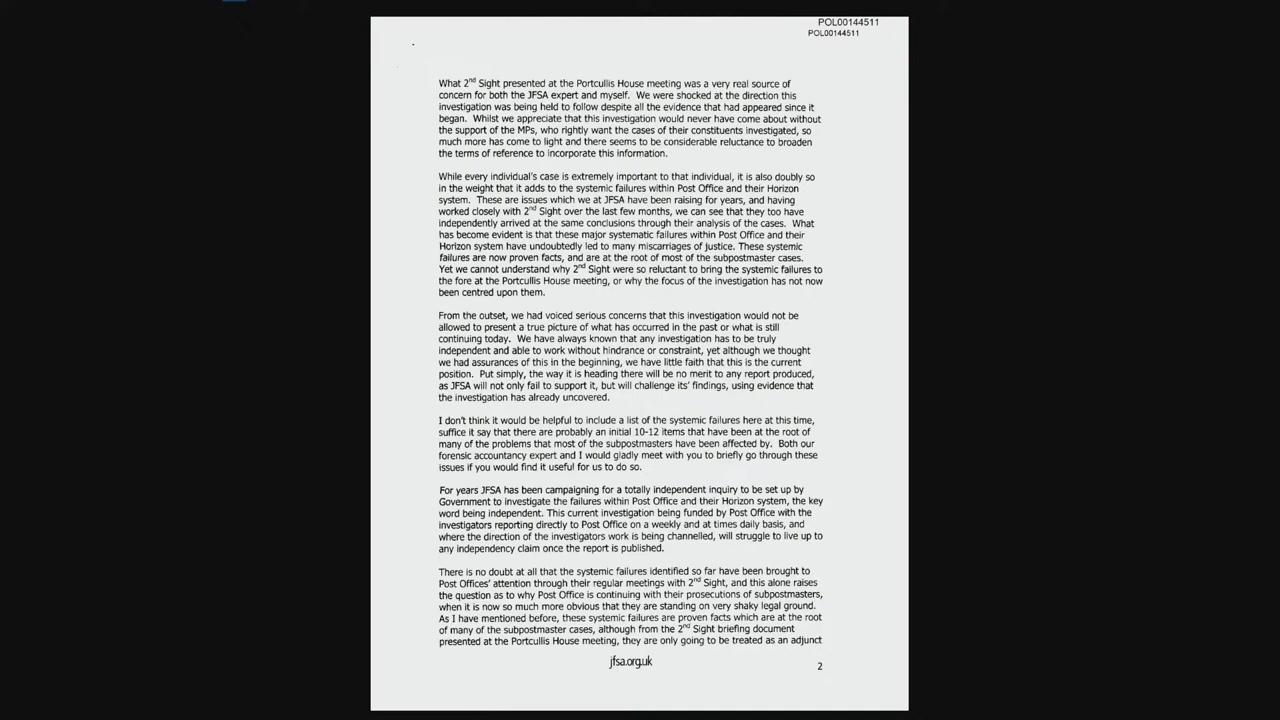 POL00144511
POL00144511
What 2nd Sight presented at the Portcullis House meeting was a very real source of
concern for both the JFSA expert and myself. We were shocked at the direction this
investigation was being held to follow despite all the evidence that had appeared since it
began. Whilst we appreciate that this investigation would never have come about without
the support of the MPs, who rightly want the cases of their constituents investigated, so
much more has come to light and there seems to be considerable reluctance to broaden
the terms of reference to incorporate this information.
While every individual's case is extremely important to that individual, it is also doubly so
in the weight that it adds to the systemic failures within Post Office and their Horizon
system. These are issues which we at JFSA have been raising for years, and having
worked closely with 2nd Sight over the last few months, we can see that they too have
independently arrived at the same conclusions through their analysis of the cases. What
has become evident is that these major systematic failures within Post Office and their
Horizon system have undoubtedly led to many miscarriages of justice. These systemic
failures are now proven facts, and are at the root of most of the subpostmaster cases.
Yet we cannot understand why 2nd Sight were so reluctant to bring the systemic failures to
the fore at the Portcullis House meeting, or why the focus of the investigation has not now
been centred upon them.
From the outset, we had voiced serious concerns that this investigation would not be
allowed to present a true picture of what has occurred in the past or what is still
continuing today. We have always known that any investigation has to be truly
independent and able to work without hindrance or constraint, yet although we thought
we had assurances of this in the beginning, we have little faith that this is the current
position. Put simply, the way it is heading there will be no merit to any report produced,
as JFSA will not only fail to support it, but will challenge its' findings, using evidence that
the investigation has already uncovered.
I don't think it would be helpful to include a list of the systemic failures here at this time,
suffice it say that there are probably an initial 10-12 items that have been at the root of
many of the problems that most of the subpostmasters have been affected by. Both our
forensic accountancy expert and I would gladly meet with you to briefly go through these
issues if you would find it useful for us to do so.
For years JFSA has been campaigning for a totally independent inquiry to be set up by
Government to investigate the failures within Post Office and their Horizon system, the key
word being independent. This current investigation being funded by Post Office with the
investigators reporting directly to Post Office on a weekly and at times daily basis, and
where the direction of the investigators work is being channelled, will struggle to live up to
any independency claim once the report is published.
There is no doubt at all that the systemic failures identified so far have been brought to
Post Offices' attention through their regular meetings with 2nd Sight, and this alone raises
the question as to why Post Office is continuing with their prosecutions of subpostmasters,
when it is now so much more obvious that they are standing on very shaky legal ground.
As I have mentioned before, these systemic failures are proven facts which are at the root
of many of the subpostmaster cases, although from the 2nd Sight briefing document
presented at the Portcullis House meeting, they are only going to be treated as an adjunct
jfsa.org.uk
2